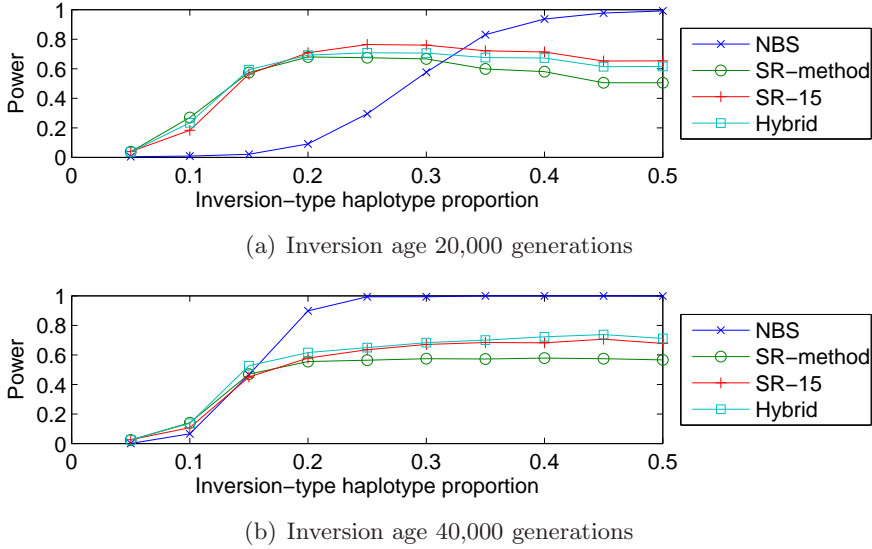 1
0.8
0.6
0.4
0.2
0
Power
0
0.1
0.2
0.3
0.4
0.5
Inversion−type haplotype proportion
NBS
SR−method
SR−15
Hybrid
(a) Inversion age 20,000 generations
1
0.8
0.6
0.4
0.2
0
Power
0
0.1
0.2
0.3
0.4
0.5
Inversion−type haplotype proportion
NBS
SR−method
SR−15
Hybrid
(b) Inversion age 40,000 generations